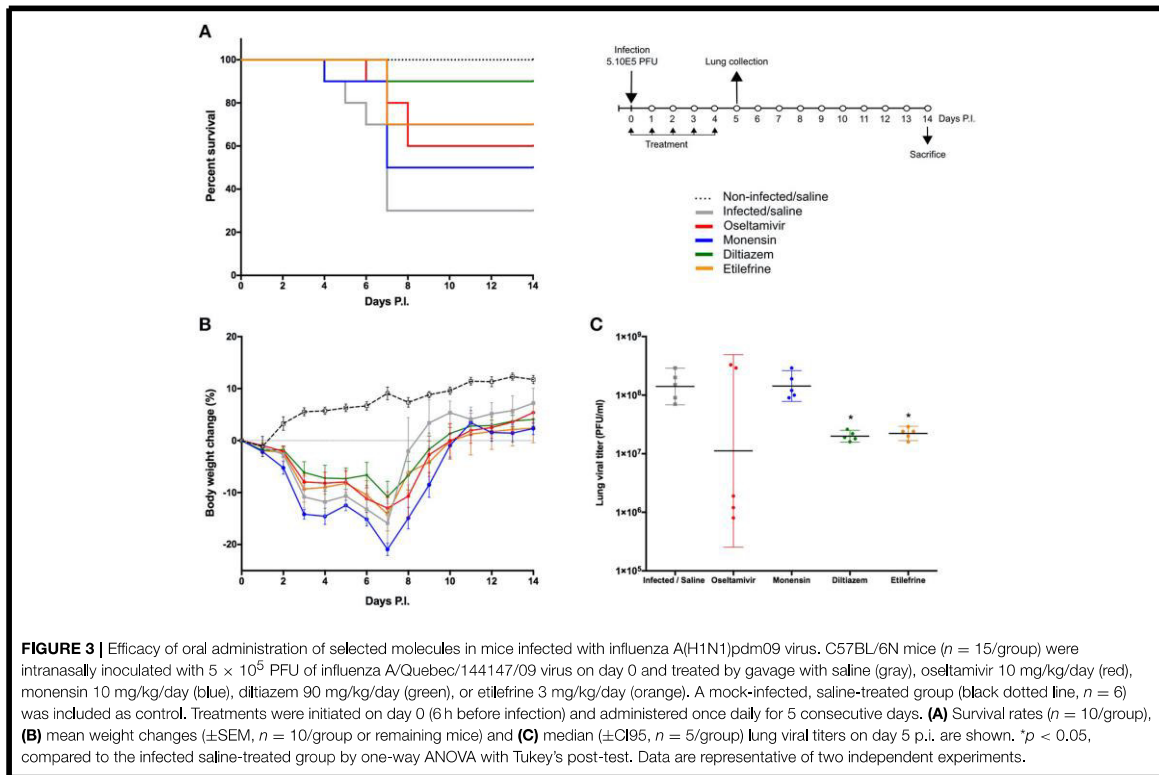 A
100
80
60
40
20
0
Percent survival
0 2 4 6 8 10 12 14
Days P.I.
Infection
5.10E5 PFU
Lung collection
0 1 2 3 4 5 6 7 8 9 10 11 12 13 14 Days P.I.
Treatment
Sacrifice
Non-infected/saline
Infected/saline
Oseltamivir
Monensin
Diltiazem
Etilefrine
B
20
10
0
-10
-20
Body weight change (%)
0 2 4 6 8 10 12 14
Days P.I.
C
1×10⁹
1×10⁸
1×10⁷
1×10⁶
1×10⁵
Lung viral titer (PFU/ml)
* *
Infected / Saline Oseltamivir Monensin Diltiazem Etilefrine
FIGURE 3 | Efficacy of oral administration of selected molecules in mice infected with influenza A(H1N1)pdm09 virus. C57BL/6N mice (n = 15/group) were
intranasally inoculated with 5 × 10⁵ PFU of influenza A/Quebec/144147/09 virus on day 0 and treated by gavage with saline (gray), oseltamivir 10 mg/kg/day (red),
monensin 10 mg/kg/day (blue), diltiazem 90 mg/kg/day (green), or etilefrine 3 mg/kg/day (orange). A mock-infected, saline-treated group (black dotted line, n = 6)
was included as control. Treatments were initiated on day 0 (6 h before infection) and administered once daily for 5 consecutive days. (A) Survival rates (n = 10/group),
(B) mean weight changes (±SEM, n = 10/group or remaining mice) and (C) median (±CI95, n = 5/group) lung viral titers on day 5 p.i. are shown. *p < 0.05,
compared to the infected saline-treated group by one-way ANOVA with Tukey's post-test. Data are representative of two independent experiments.